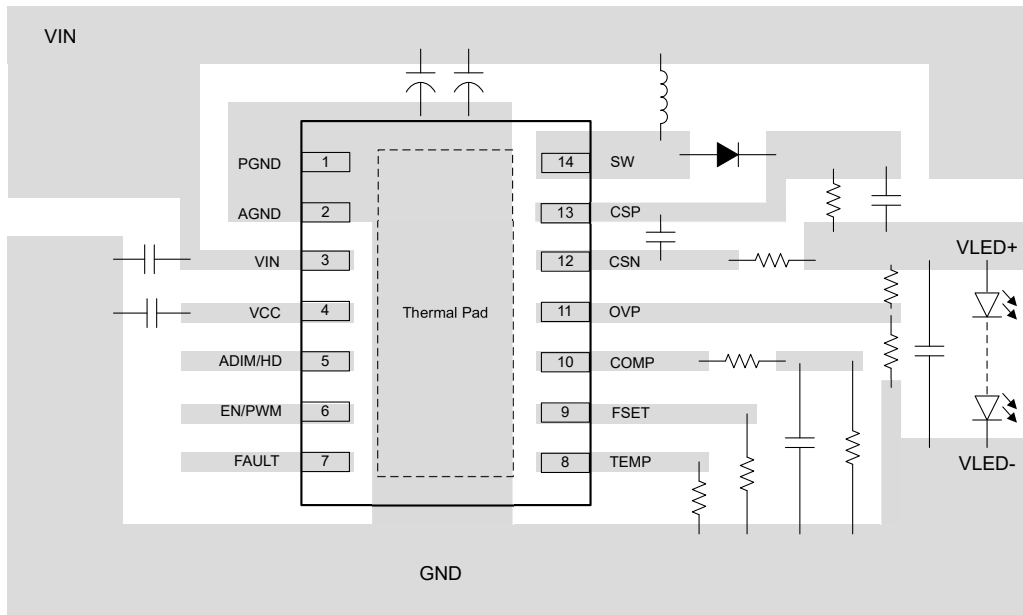 VIN
PGND 1
14 SW
AGND 2
13 CSP
VIN 3
12 CSN
VLED+
VCC 4
Thermal Pad
11 OVP
ADIM/HD 5
10 COMP
EN/PWM 6
9 FSET
FAULT 7
8 TEMP
VLED-
GND